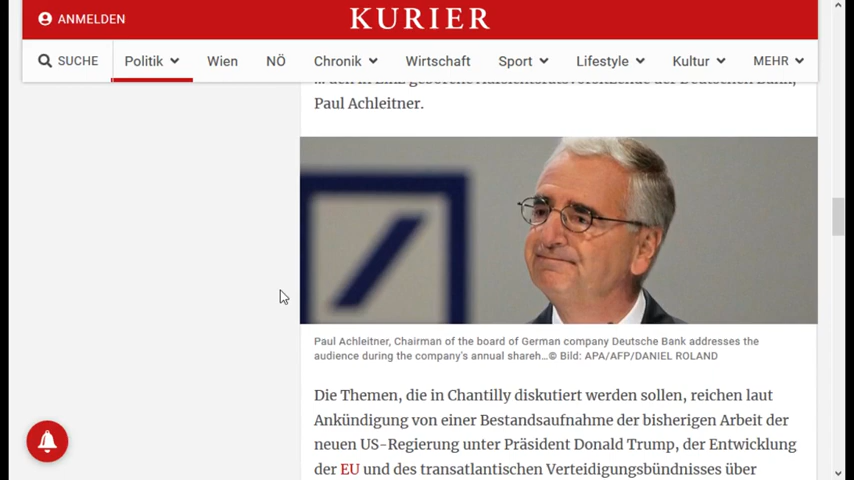 ANMELDEN
KURIER
SUCHE
Politik
Wien
NÖ
Chronik
Wirtschaft
Sport
Lifestyle
Kultur
MEHR
Paul Achleitner.
Paul Achleitner, Chairman of the board of German company Deutsche Bank addresses the
audience during the company's annual shareh...© Bild: APA/AFP/DANIEL ROLAND
Die Themen, die in Chantilly diskutiert werden sollen, reichen laut
Ankündigung von einer Bestandsaufnahme der bisherigen Arbeit der
neuen US-Regierung unter Präsident Donald Trump, der Entwicklung
der EU und des transatlantischen Verteidigungsbündnisses über